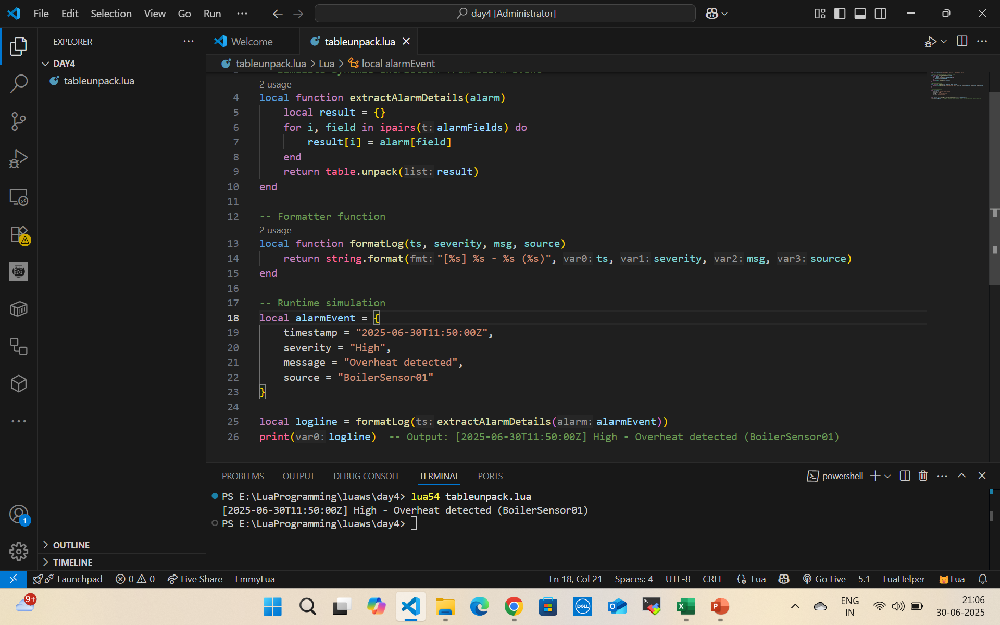 File Edit Selection View Go Run ···
day4 [Administrator]
EXPLORER
DAY4
tableunpack.lua
Welcome
tableunpack.lua
tableunpack.lua > Lua > local alarmEvent
2 usage
4 local function extractAlarmDetails(alarm)
5 local result = {}
6 for i, field in ipairs(t: alarmFields) do
7 result[i] = alarm[field]
8 end
9 return table.unpack(list: result)
10 end
11
12 -- Formatter function
2 usage
13 local function formatLog(ts, severity, msg, source)
14 return string.format(fmt: "[%s] %s - %s (%s)", var0: ts, var1: severity, var2: msg, var3: source)
15 end
16
17 -- Runtime simulation
18 local alarmEvent = {
19 timestamp = "2025-06-30T11:50:00Z",
20 severity = "High",
21 message = "Overheat detected",
22 source = "BoilerSensor01"
23 }
24
25 local logline = formatLog(ts: extractAlarmDetails(alarm: alarmEvent))
26 print(var0: logline) -- Output: [2025-06-30T11:50:00Z] High - Overheat detected (BoilerSensor01)
PROBLEMS OUTPUT DEBUG CONSOLE TERMINAL PORTS
powershell
PS E:\LuaProgramming\luaws\day4> lua54 tableunpack.lua
[2025-06-30T11:50:00Z] High - Overheat detected (BoilerSensor01)
PS E:\LuaProgramming\luaws\day4>
1
OUTLINE
TIMELINE
Launchpad 0 0 Live Share EmmyLua
Ln 18, Col 21 Spaces: 4 UTF-8 CRLF Lua Go Live 5.1 LuaHelper Lua
9+
DELL
ENG
IN
21:06
30-06-2025